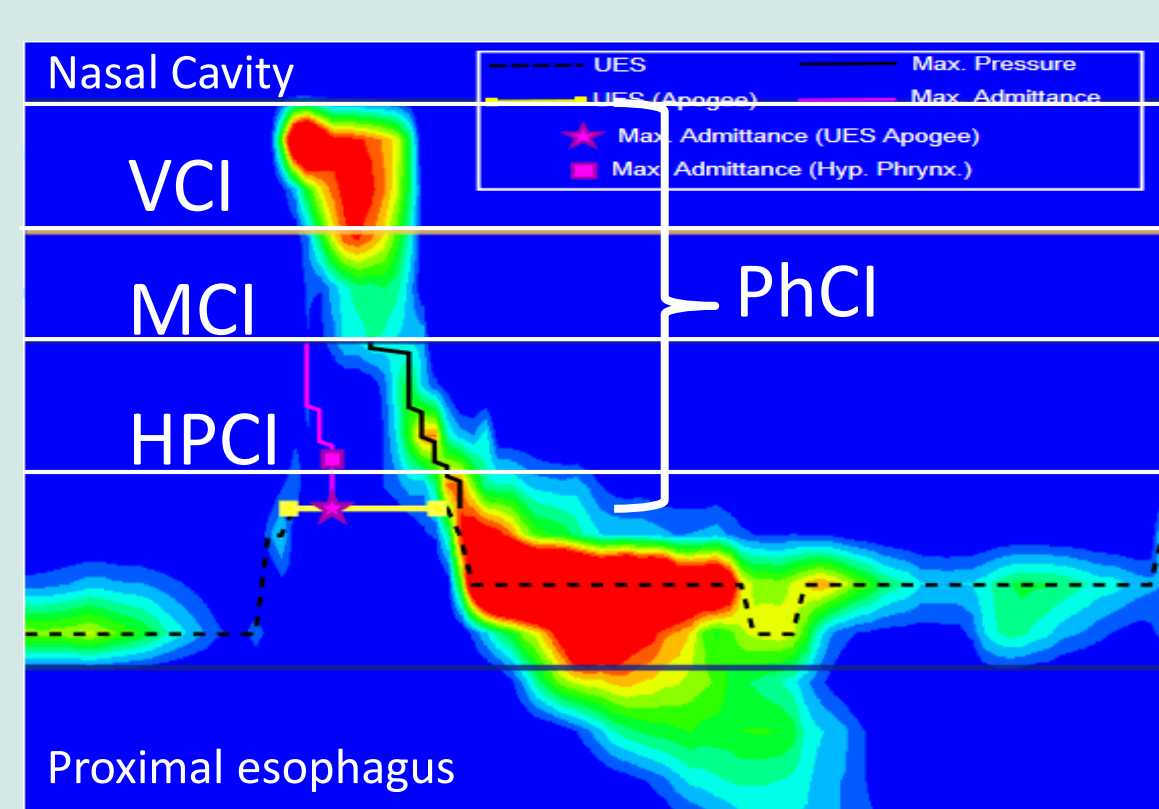 Nasal Cavity
UES
Max. Pressure
UES (Apogee)
Max. Admittance
Max. Admittance (UES Apogee)
Max. Admittance (Hyp. Phrynx.)
VCI
MCI
PhCI
HPCI
Proximal esophagus